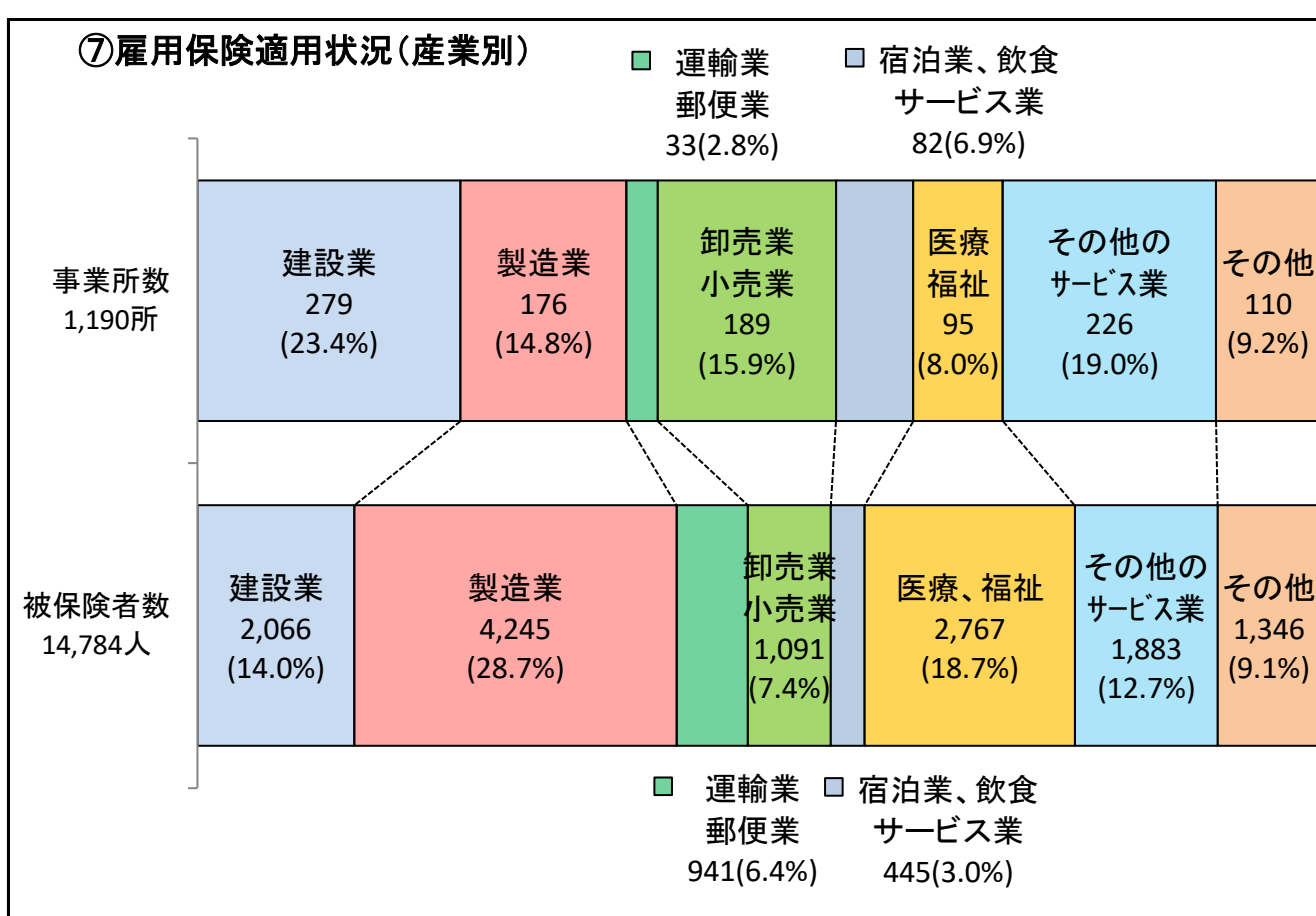 ⑦雇用保険適用状況(産業別)
運輸業
郵便業
33(2.8%)
宿泊業、飲食
サービス業
82(6.9%)
事業所数
1,190所
建設業
279
(23.4%)
製造業
176
(14.8%)
卸売業
小売業
189
(15.9%)
医療
福祉
95
(8.0%)
その他の
ｻｰﾋﾞｽ業
226
(19.0%)
その他
110
(9.2%)
被保険者数
14,784人
建設業
2,066
(14.0%)
製造業
4,245
(28.7%)
卸売業
小売業
1,091
(7.4%)
医療、福祉
2,767
(18.7%)
その他の
ｻｰﾋﾞｽ業
1,883
(12.7%)
その他
1,346
(9.1%)
運輸業
郵便業
941(6.4%)
宿泊業、飲食
サービス業
445(3.0%)